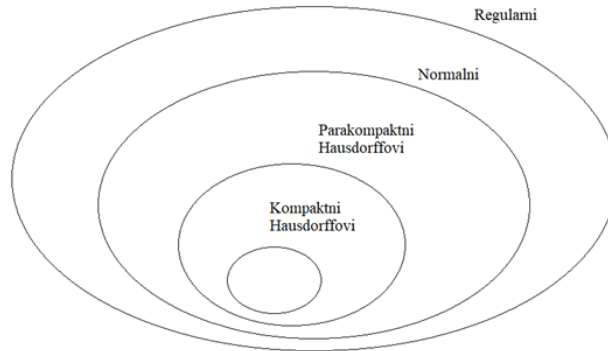 Regularni
Normalni
Parakompaktni
Hausdorffovi
Kompaktni
Hausdorffovi